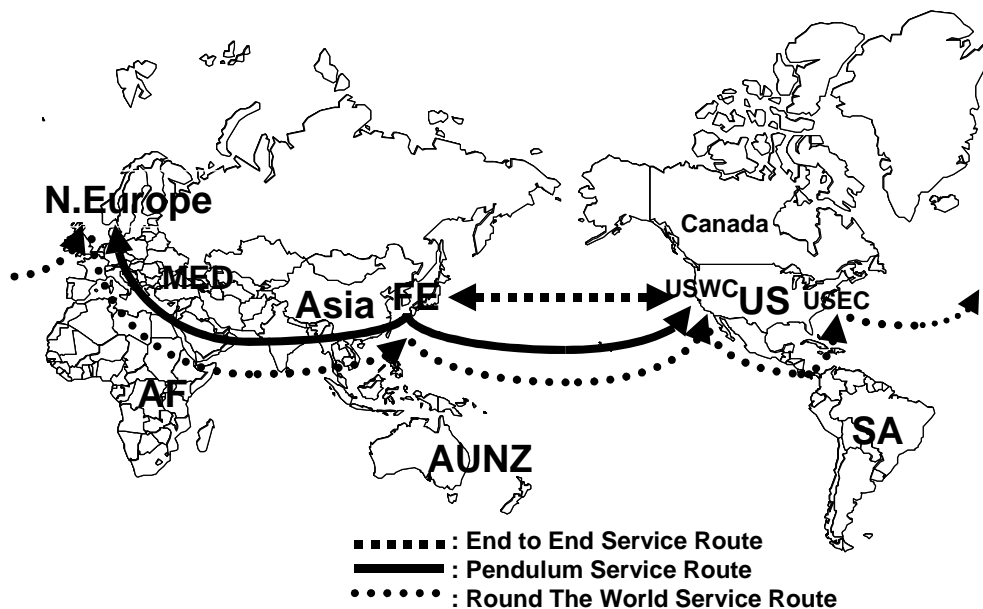 N.Europe
Canada
MED
Asia
FE
USWC
US
USEC
AF
AUNZ
SA
: End to End Service Route
: Pendulum Service Route
: Round The World Service Route